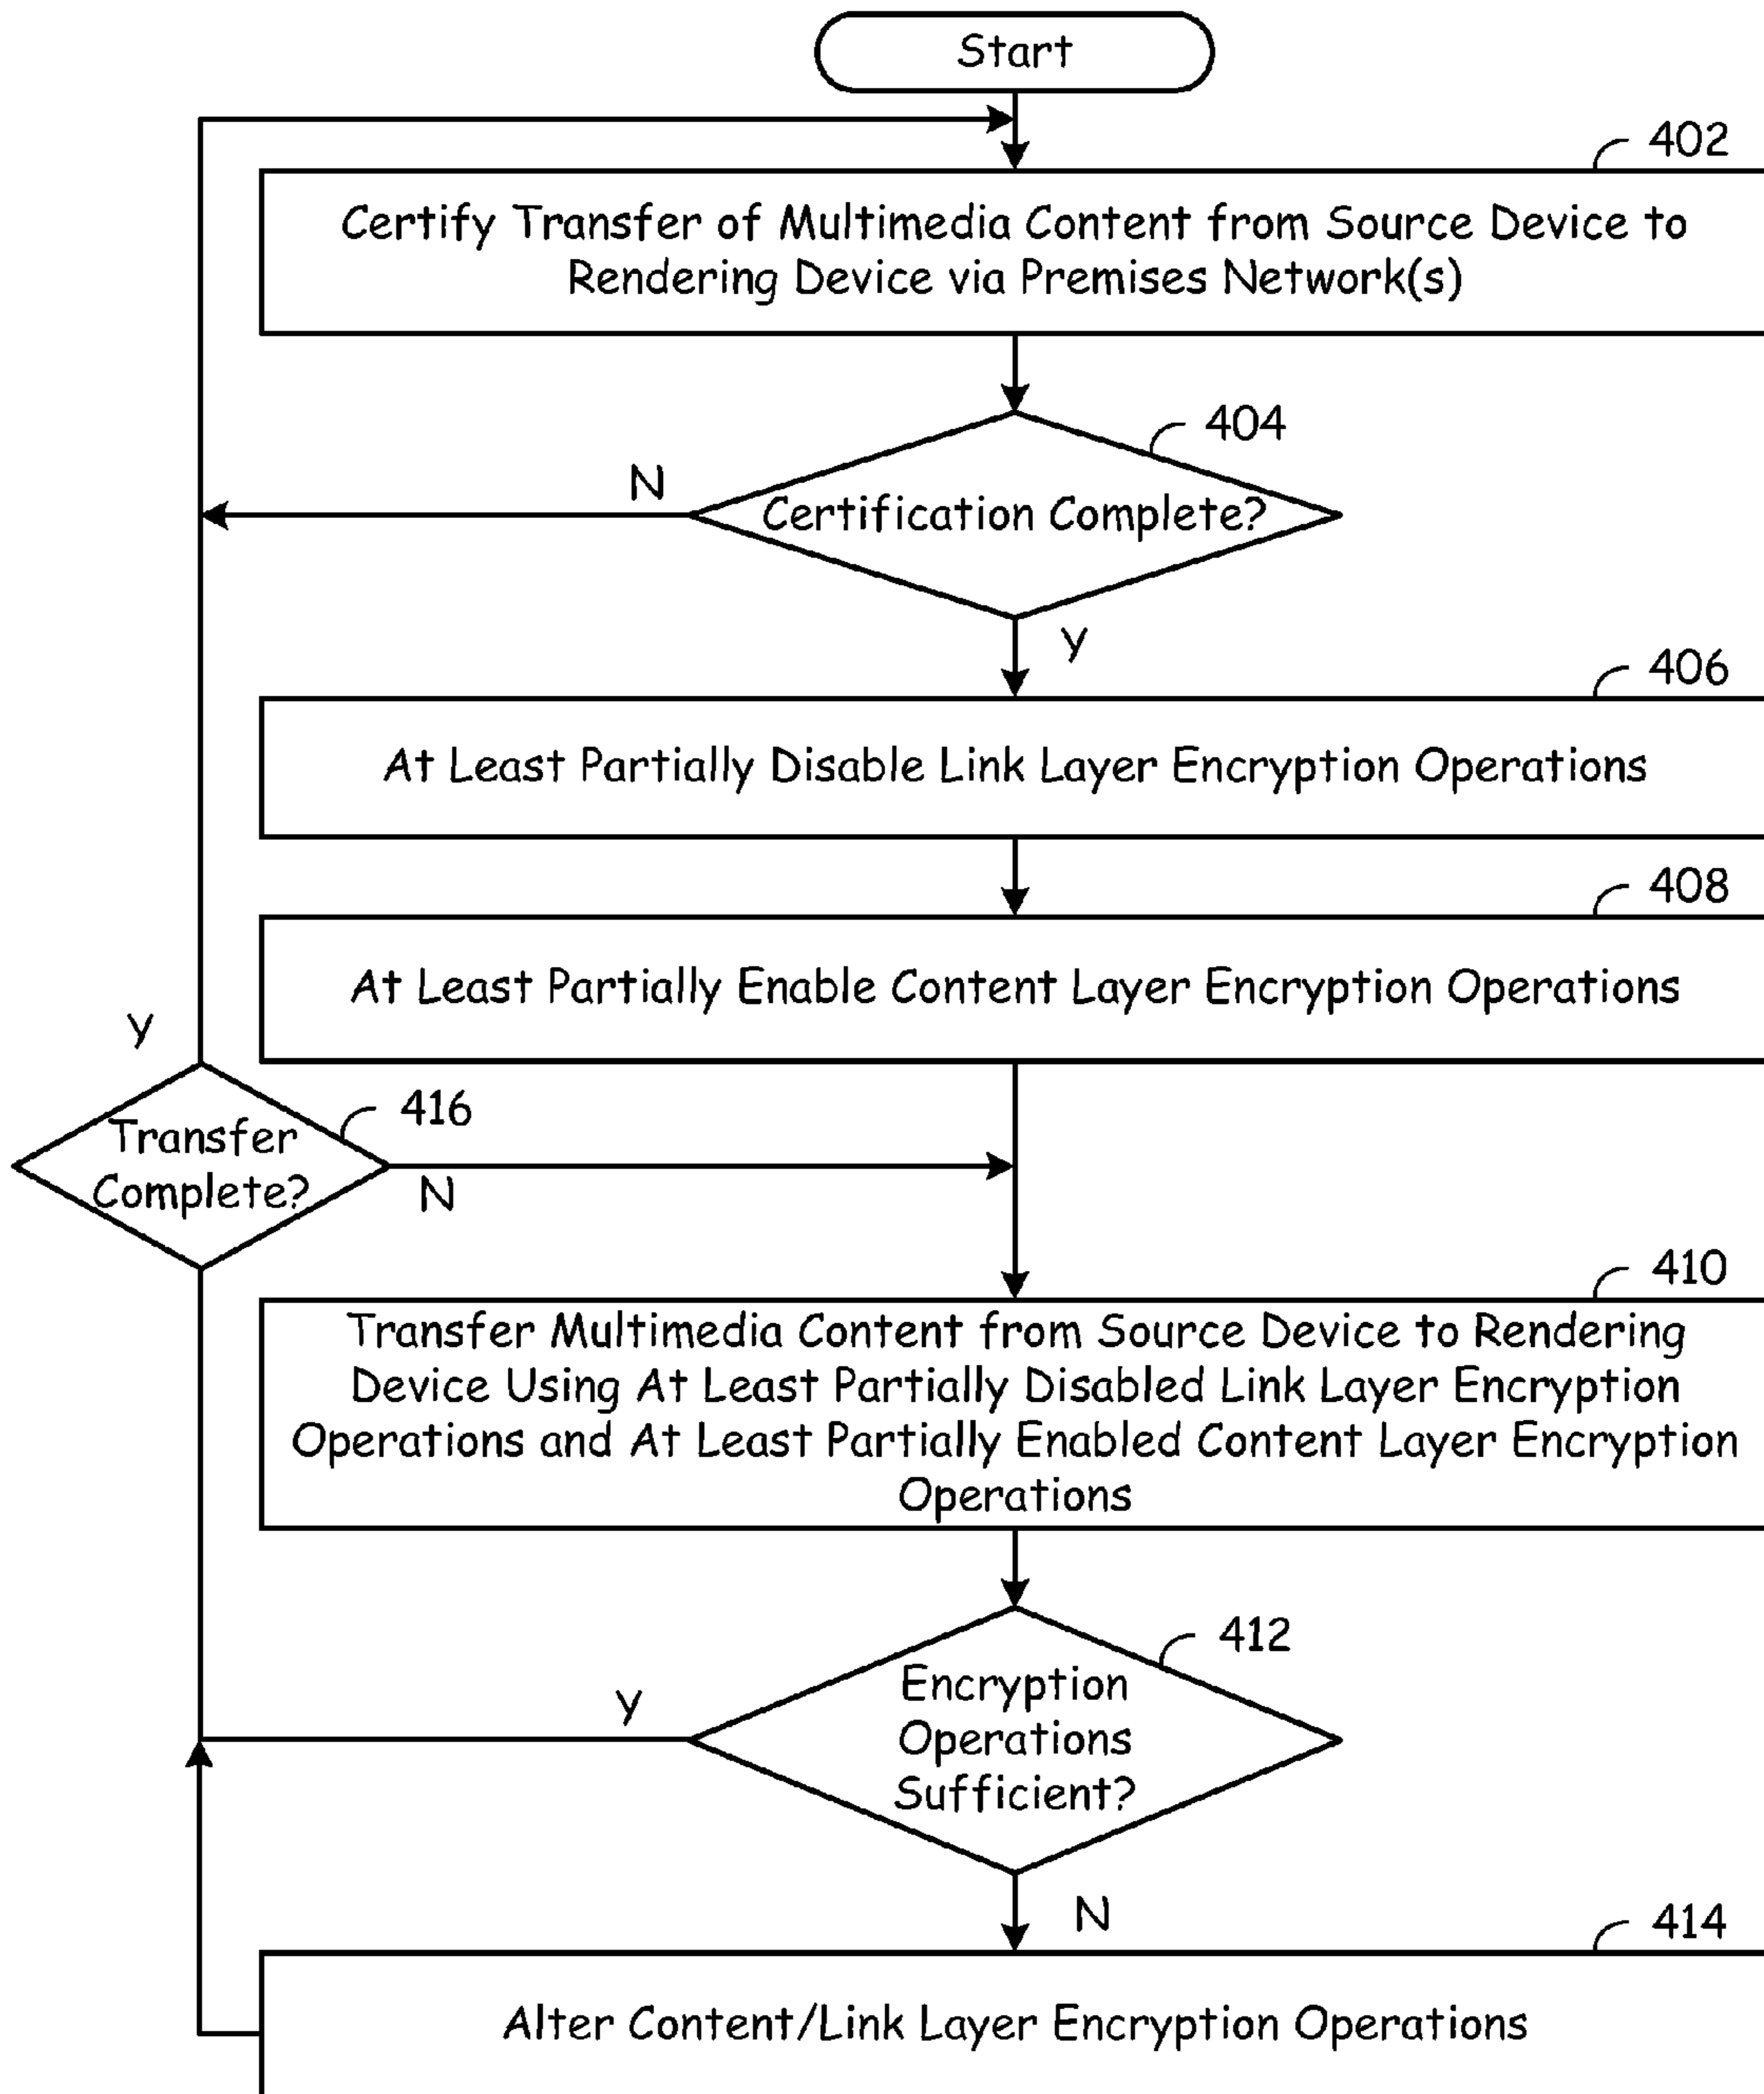 Start
402
Certify Transfer of Multimedia Content from Source Device to
Rendering Device via Premises Network(s)
404
N
Certification Complete?
Y
406
At Least Partially Disable Link Layer Encryption Operations
408
At Least Partially Enable Content Layer Encryption Operations
Y
416
Transfer
Complete?
N
410
Transfer Multimedia Content from Source Device to Rendering
Device Using At Least Partially Disabled Link Layer Encryption
Operations and At Least Partially Enabled Content Layer Encryption
Operations
412
Y
Encryption
Operations
Sufficient?
N
414
Alter Content/Link Layer Encryption Operations